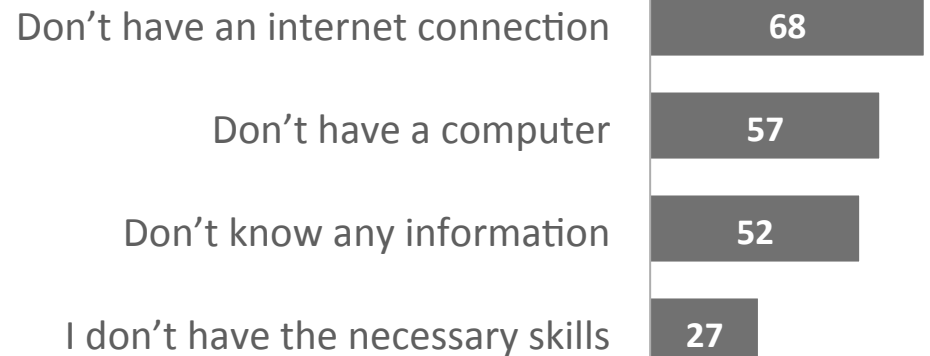 Don’t have an internet connection 68
Don’t have a computer 57
Don’t know any information 52
I don’t have the necessary skills 27